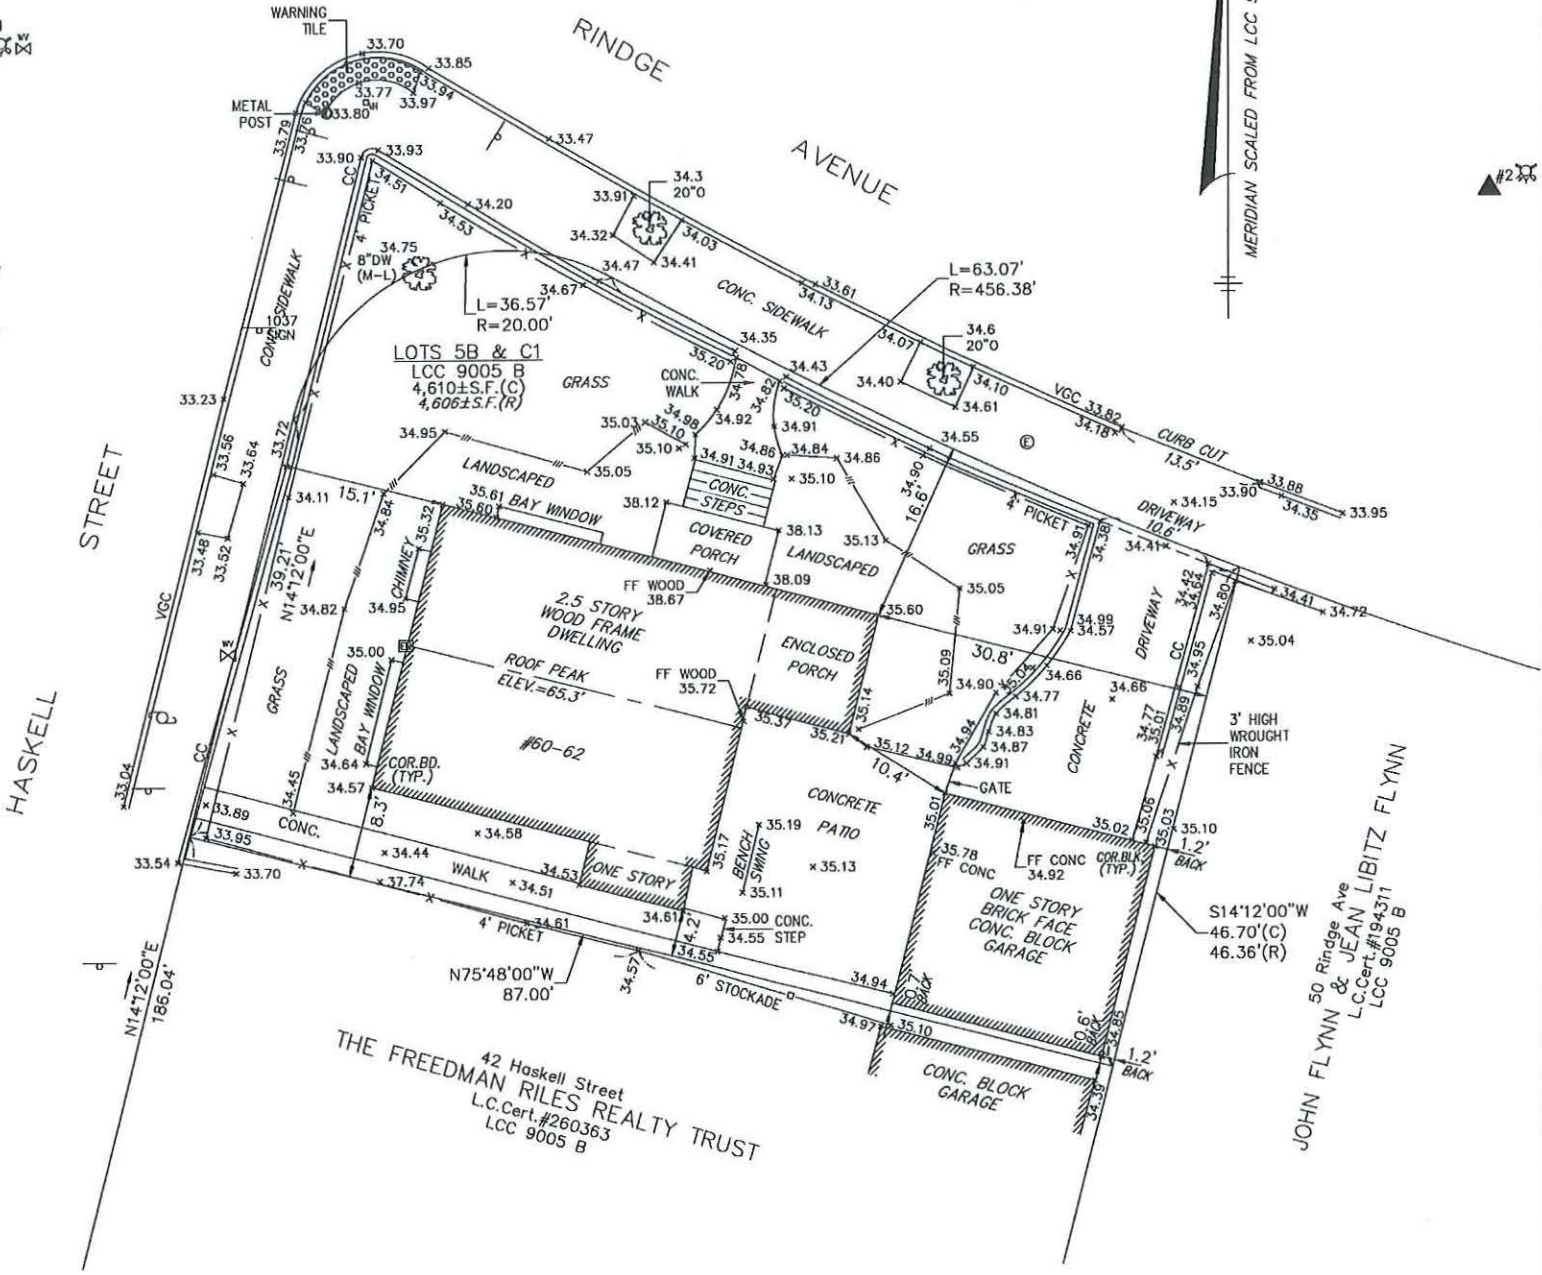 WARNING
TILE
RINDGE
AVENUE
MERIDIAN SCALED FROM LCC
#2
33.70
33.85
33.94
33.77
33.97
METAL
POST
33.80
33.79
33.76
33.90
33.93
CC
34.51
4' PICKET
34.20
34.53
33.47
33.91
34.3
20"O
34.32
34.03
34.41
34.75
8"DW
(M-L)
34.47
34.67
L=36.57'
R=20.00'
L=63.07'
R=456.38'
CONC. SIDEWALK
33.61
34.13
CONC. SIDEWALK
1037
SIGN
LOTS 5B & C1
LCC 9005 B
4,610±S.F.(C)
4,606±S.F.(R)
GRASS
34.35
35.20
34.78
34.43
34.82
35.20
CONC.
WALK
34.07
34.6
20"O
34.40
34.10
34.61
VGC
33.82
34.18
CURB CUT
13.5'
33.88
33.90
34.35
33.95
33.23
33.72
33.56
33.64
34.95
35.03
35.10
35.10
34.98
34.92
34.91
34.86
34.84
34.86
34.91
34.93
35.10
34.55
34.90
16.6'
E
35.05
LANDSCAPED
CONC.
STEPS
34.11
15.1'
34.84
35.32
35.61
35.60
BAY WINDOW
38.12
COVERED
PORCH
38.13
38.09
LANDSCAPED
35.13
GRASS
4' PICKET
34.91
34.38
DRIVEWAY
10.6'
34.15
34.41
34.42
34.64
34.80
34.41
34.72
35.04
STREET
33.48
33.52
39.21'
N14°12'00"E
CHIMNEY
34.95
34.82
FF WOOD
38.67
2.5 STORY
WOOD FRAME
DWELLING
35.60
35.05
34.99
34.91
34.57
DRIVEWAY
CC
34.95
VGC
35.00
ROOF PEAK
ELEV.=65.3'
ENCLOSED
PORCH
FF WOOD
35.72
30.8'
35.09
34.66
35.04
34.90
34.77
34.66
34.89
GRASS
LANDSCAPED
BAY WINDOW
#60-62
35.37
35.14
35.21
34.81
34.83
34.87
34.94
34.91
35.12
34.99
CONCRETE
34.77
35.01
3' HIGH
WROUGHT
IRON
FENCE
HASKELL
CC
34.64
COR.BD.
(TYP.)
34.57
34.45
10.4'
GATE
33.04
33.89
CONC.
8.3'
CONCRETE
PATIO
35.01
35.02
35.06
35.03
35.10
1.2'
BACK
33.95
34.58
BENCH
SWING
35.19
35.17
35.13
35.78
FF CONC
FF CONC
34.92
COR.BLK.
(TYP.)
33.54
33.70
34.44
WALK
34.53
34.51
ONE STORY
35.11
37.74
ONE STORY
BRICK FACE
CONC. BLOCK
GARAGE
S14°12'00"W
46.70'(C)
46.36'(R)
34.61
34.61
4.2'
35.00
CONC.
STEP
34.55
34.55
4' PICKET
N14°12'00"E
186.04'
N75°48'00"W
87.00'
34.57
6' STOCKADE
34.94
0.7'
BACK
34.97
35.10
0.6'
BACK
34.85
1.2'
BACK
34.39
CONC. BLOCK
GARAGE
42 Haskell Street
THE FREEDMAN RILES REALTY TRUST
L.C.Cert.#260363
LCC 9005 B
50 Rindge Ave
JOHN FLYNN & JEAN LIBITZ FLYNN
L.C.Cert.#194311
LCC 9005 B